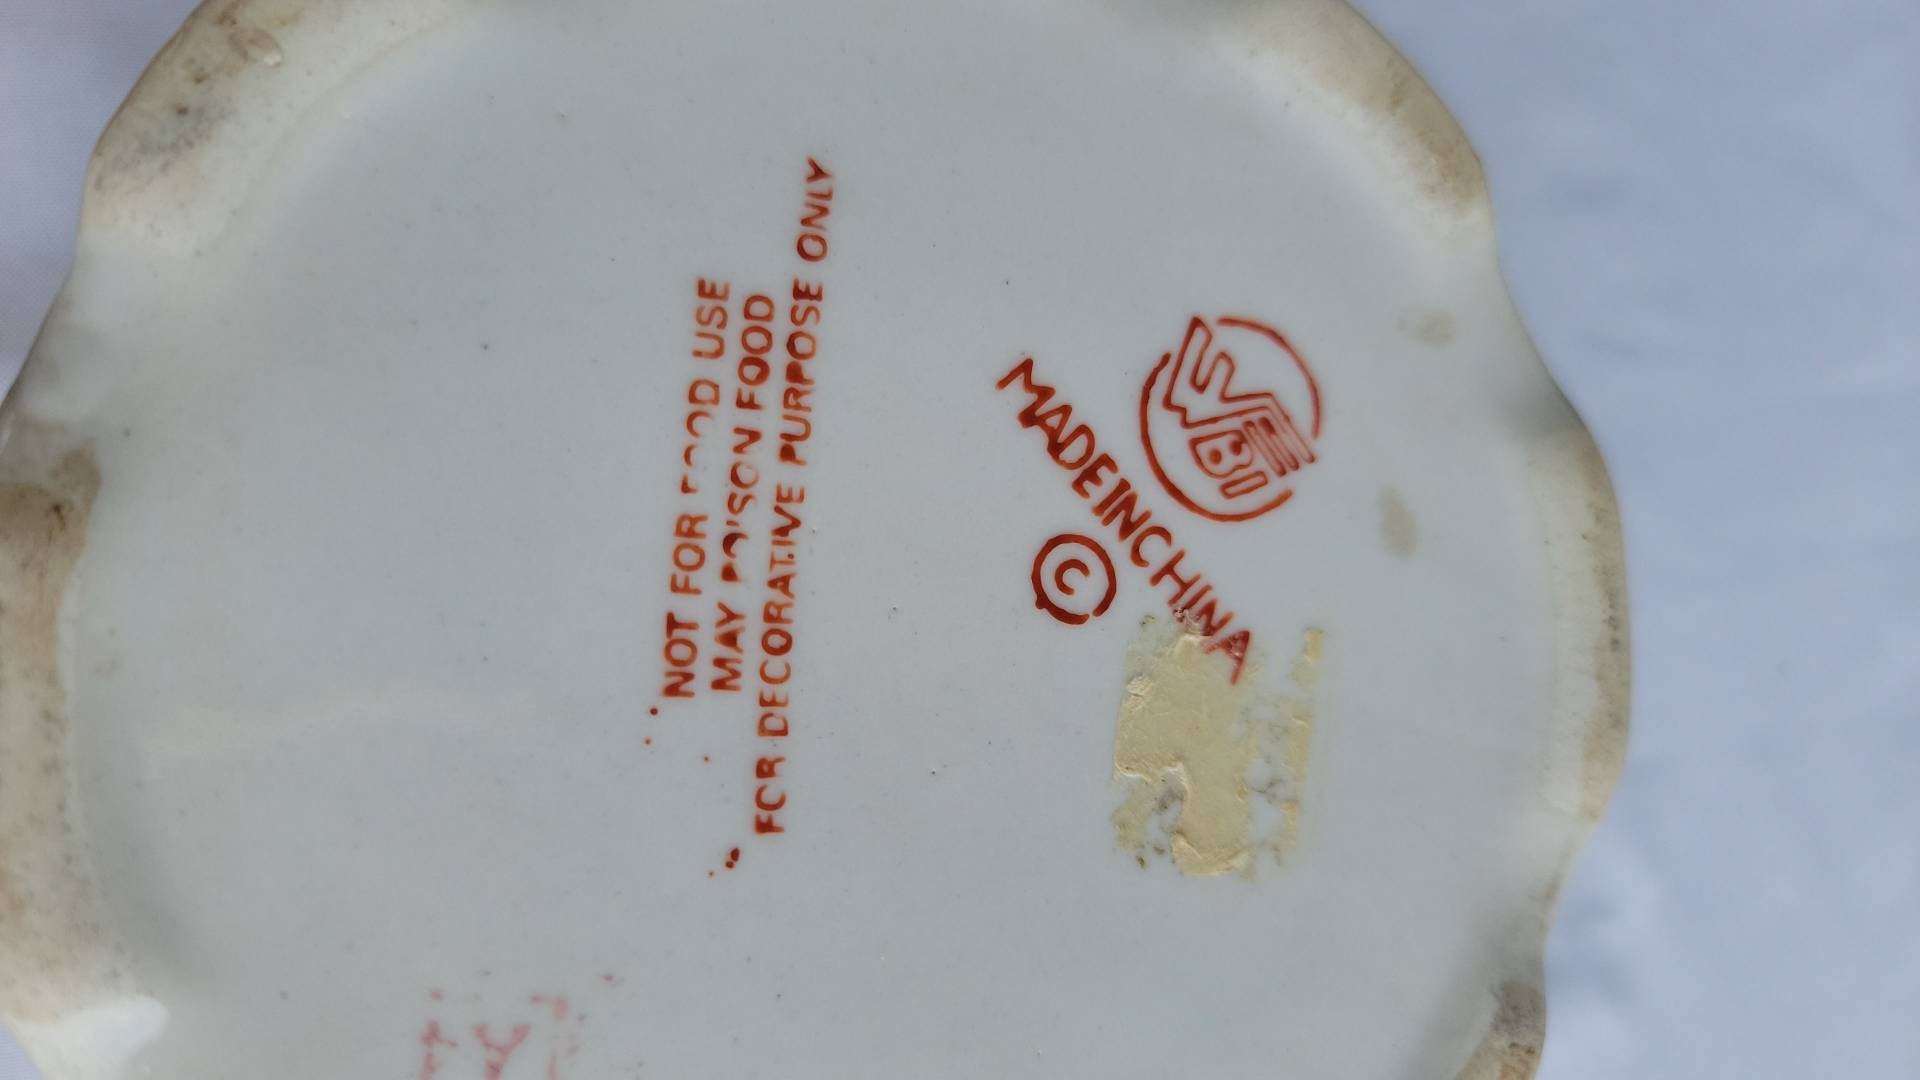 NOT FOR FOOD USE
MAY POISON FOOD
FOR DECORATIVE PURPOSE ONLY
MADE IN CHINA
©